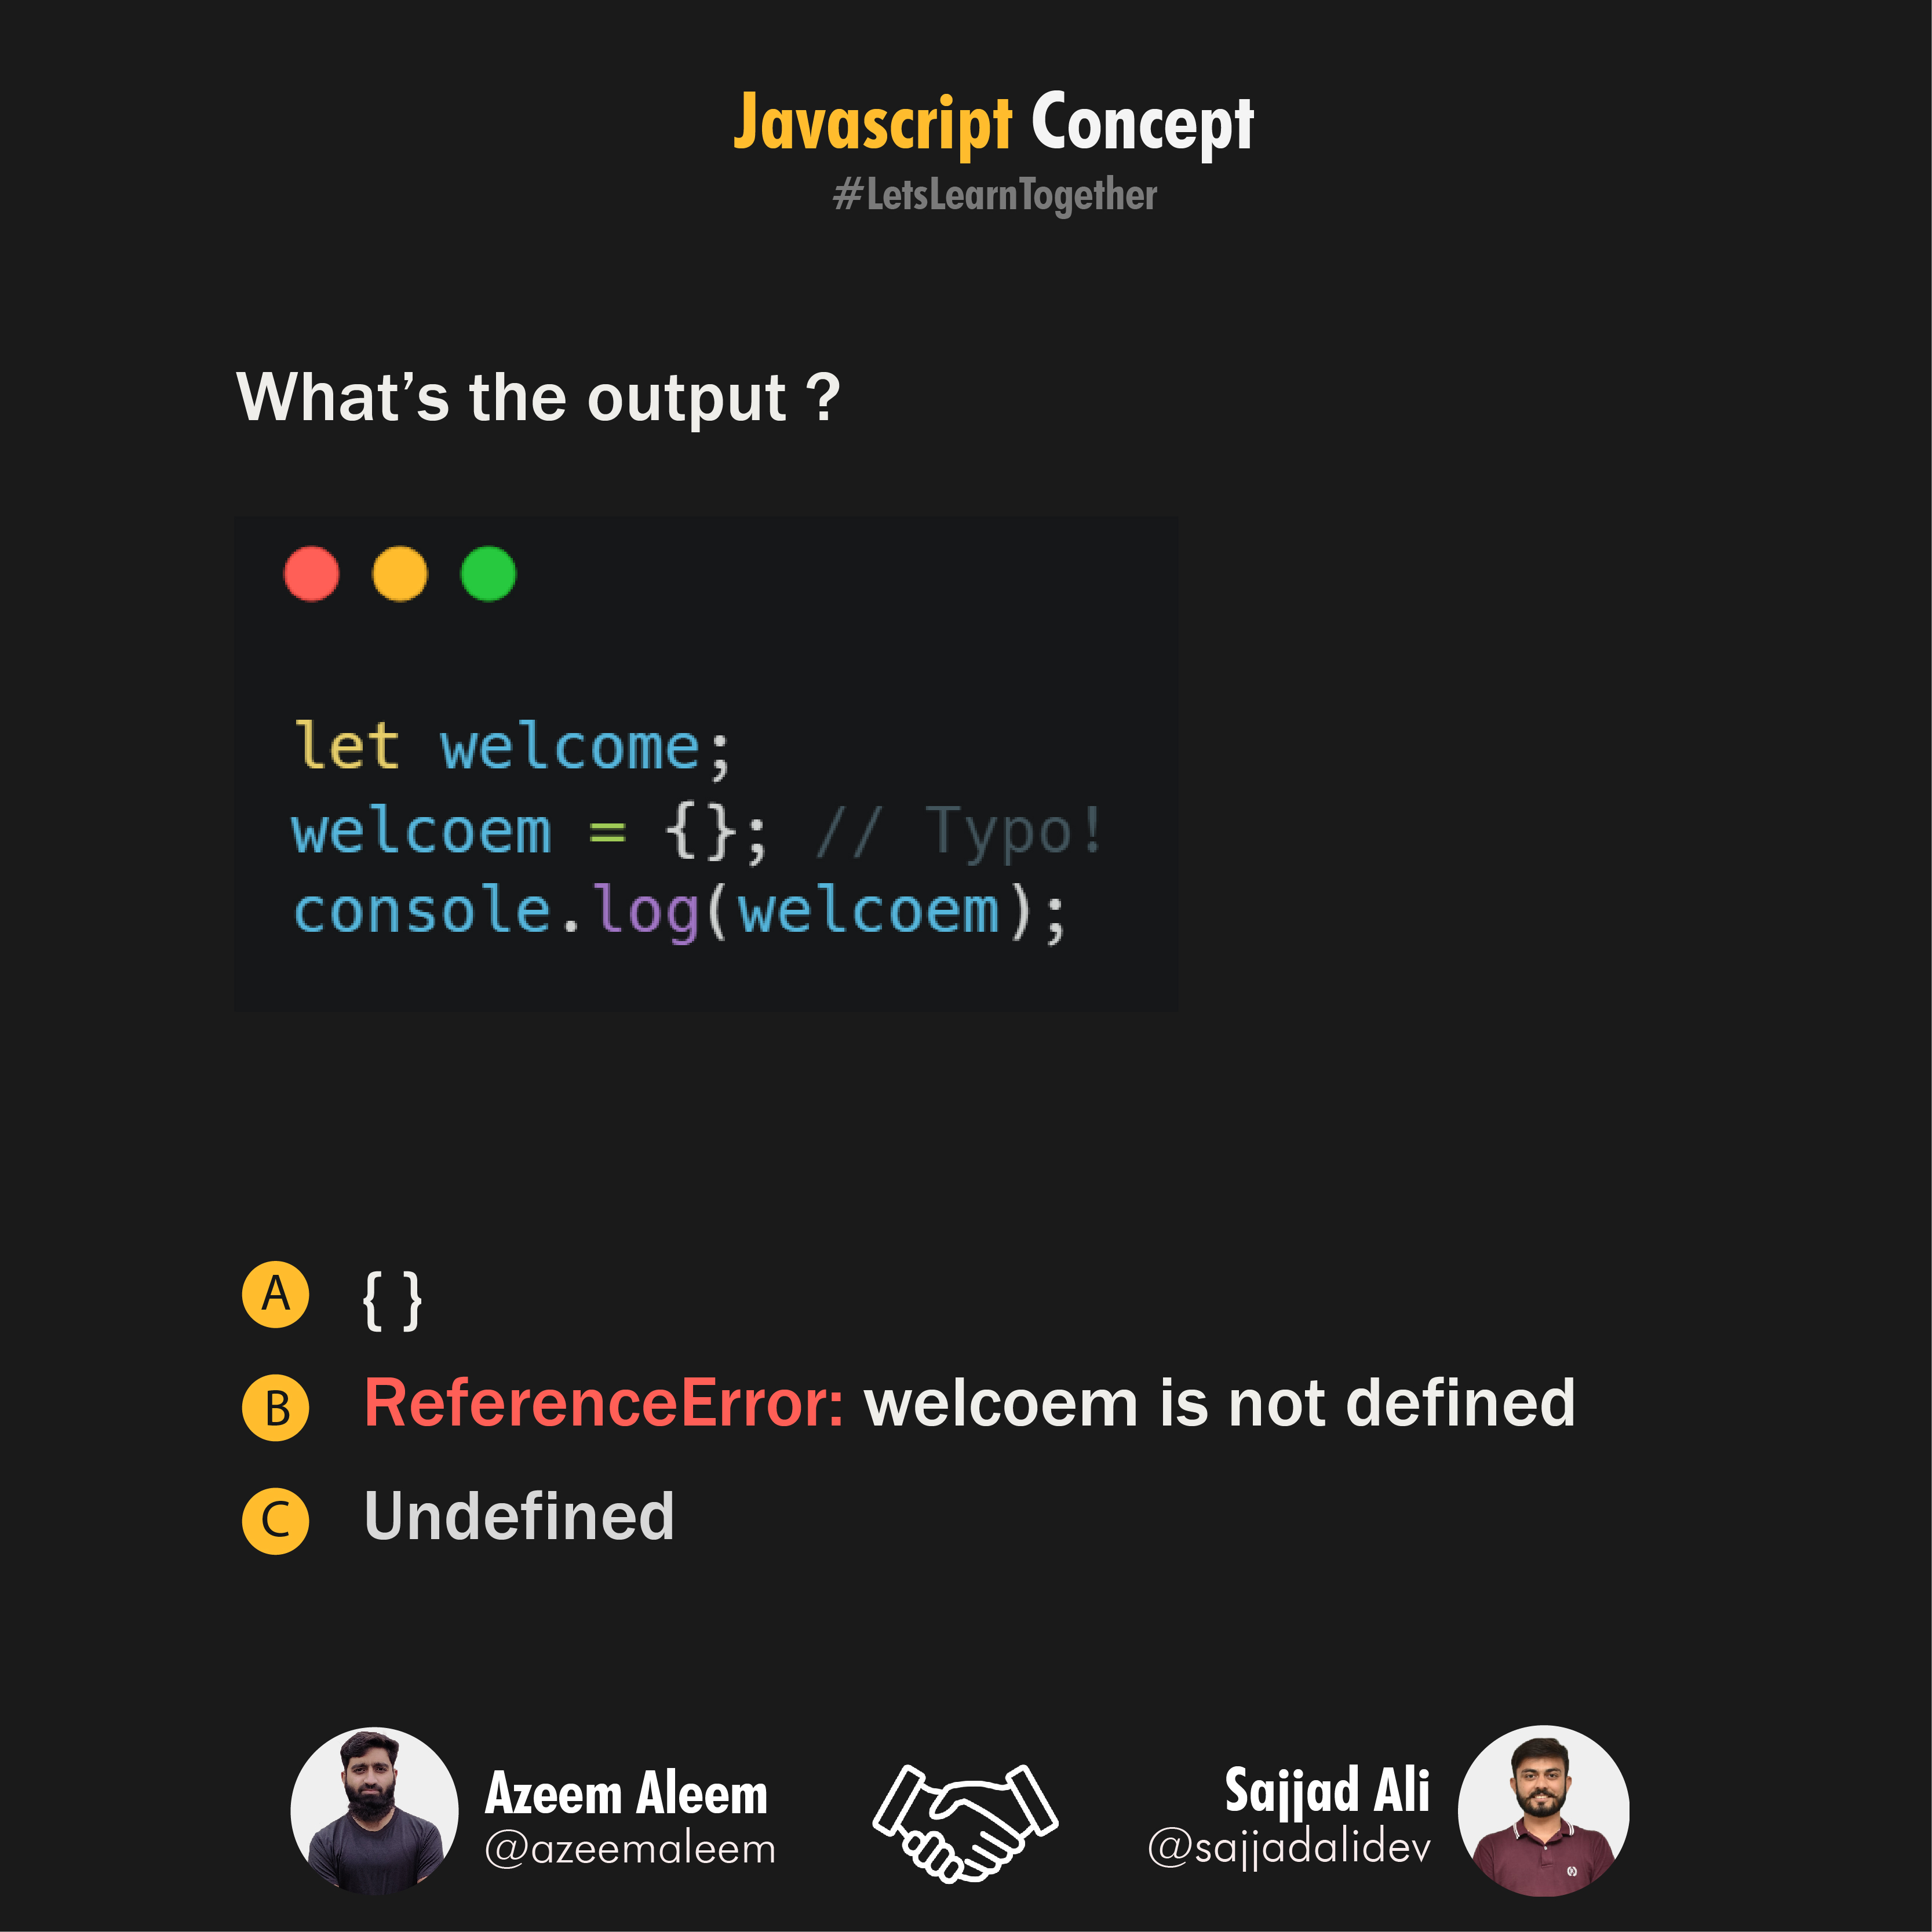 Javascript Concept
#LetsLearnTogether
What’s the output ?
let welcome;
welcoem = {}; // Typo!
console.log(welcoem);
A { }
B ReferenceError: welcoem is not defined
C Undefined
Azeem Aleem
@azeemaleem
Sajjad Ali
@sajjadalidev